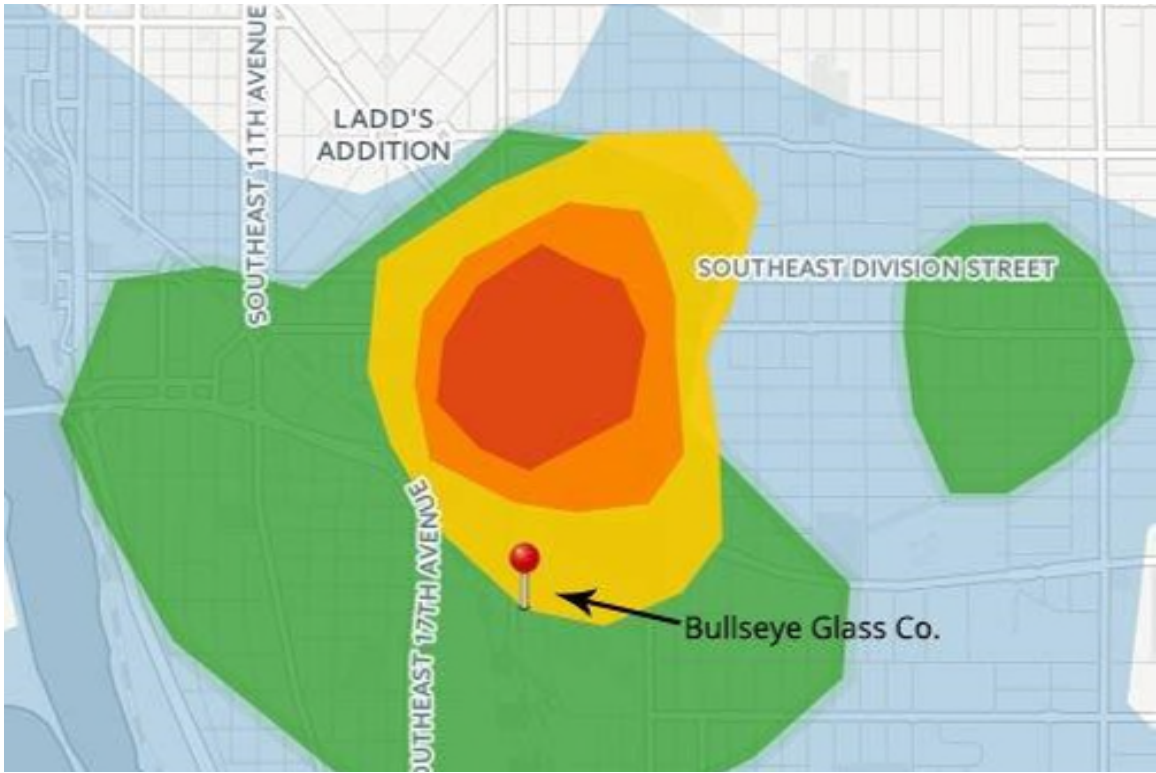 SOUTHEAST 11TH AVENUE
LADD'S
ADDITION
SOUTHEAST DIVISION STREET
OUTHEAST 17TH AVENUE
Bullseye Glass Co.